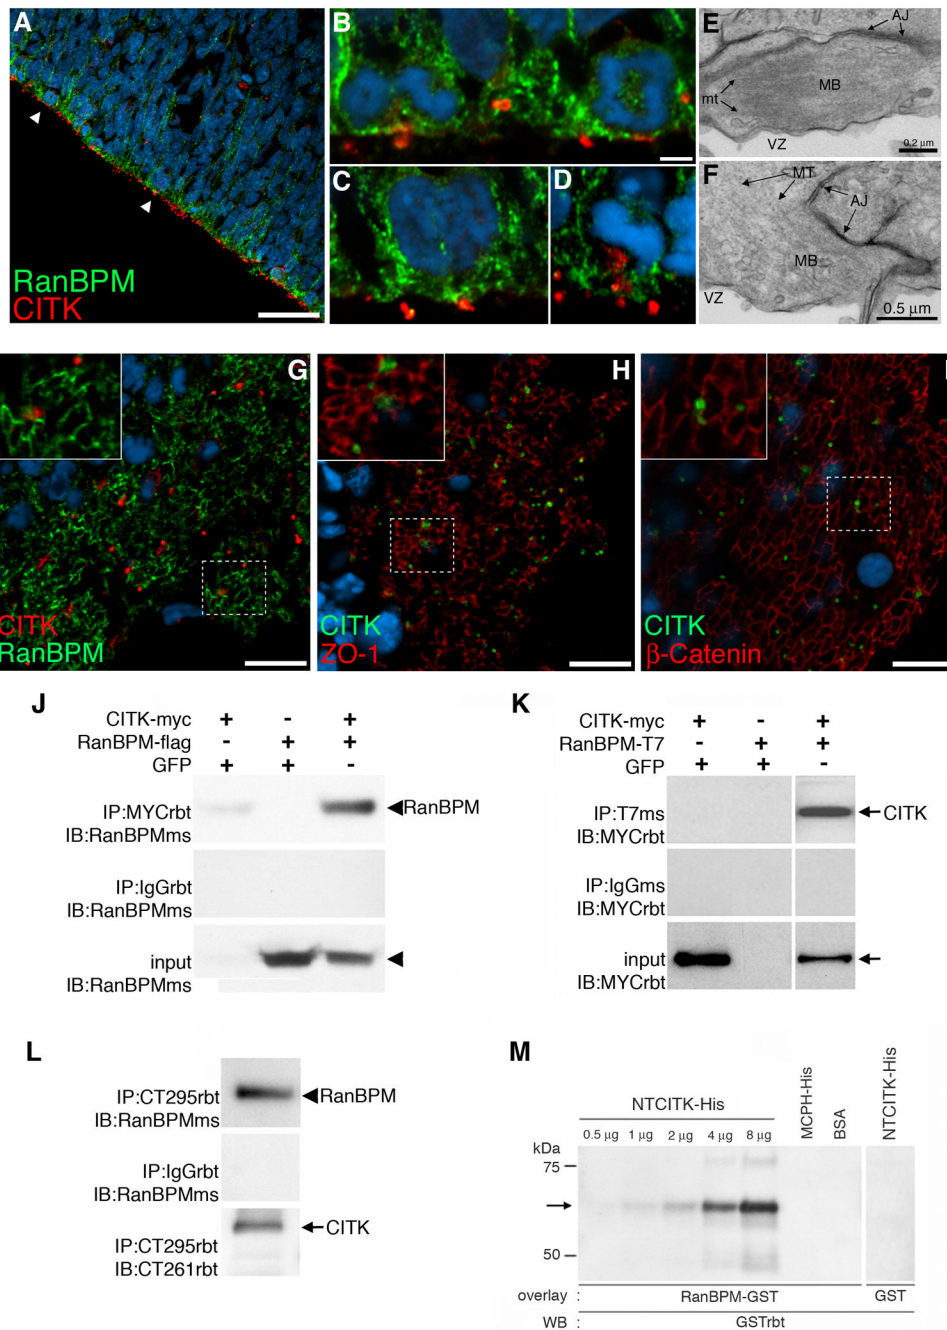 A
RanBPM
CITK
B
C
D
E
AJ
MB
mt
VZ
0.2 µm
F
MT
AJ
MB
VZ
0.5 µm
G
CITK
RanBPM
H
CITK
ZO-1
CITK
β-Catenin
J
CITK-myc + - +
RanBPM-flag - + +
GFP + + -
IP:MYCrbt
IB:RanBPMms
RanBPM
IP:IgGrbt
IB:RanBPMms
input
IB:RanBPMms
K
CITK-myc + - +
RanBPM-T7 - + +
GFP + + -
IP:T7ms
IB:MYCrbt
CITK
IP:IgGms
IB:MYCrbt
input
IB:MYCrbt
L
IP:CT295rbt
IB:RanBPMms
RanBPM
IP:IgGrbt
IB:RanBPMms
CITK
IP:CT295rbt
IB:CT261rbt
M
NTCITK-His
MCPH-His
BSA
NTCITK-His
0.5 µg 1 µg 2 µg 4 µg 8 µg
kDa
75
50
overlay : RanBPM-GST GST
WB : GSTrbt